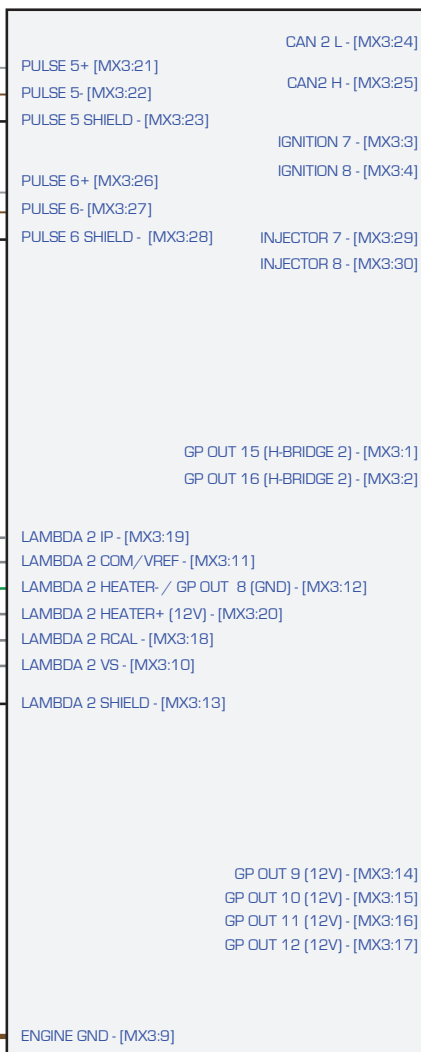 CAN 2 L - [MX3:24]
PULSE 5+ [MX3:21]
CAN2 H - [MX3:25]
PULSE 5- [MX3:22]
PULSE 5 SHIELD - [MX3:23]
IGNITION 7 - [MX3:3]
IGNITION 8 - [MX3:4]
PULSE 6+ [MX3:26]
PULSE 6- [MX3:27]
PULSE 6 SHIELD - [MX3:28]
INJECTOR 7 - [MX3:29]
INJECTOR 8 - [MX3:30]
GP OUT 15 (H-BRIDGE 2) - [MX3:1]
GP OUT 16 (H-BRIDGE 2) - [MX3:2]
LAMBDA 2 IP - [MX3:19]
LAMBDA 2 COM/VREF - [MX3:11]
LAMBDA 2 HEATER- / GP OUT 8 (GND) - [MX3:12]
LAMBDA 2 HEATER+ (12V) - [MX3:20]
LAMBDA 2 RCAL - [MX3:18]
LAMBDA 2 VS - [MX3:10]
LAMBDA 2 SHIELD - [MX3:13]
GP OUT 9 (12V) - [MX3:14]
GP OUT 10 (12V) - [MX3:15]
GP OUT 11 (12V) - [MX3:16]
GP OUT 12 (12V) - [MX3:17]
ENGINE GND - [MX3:9]